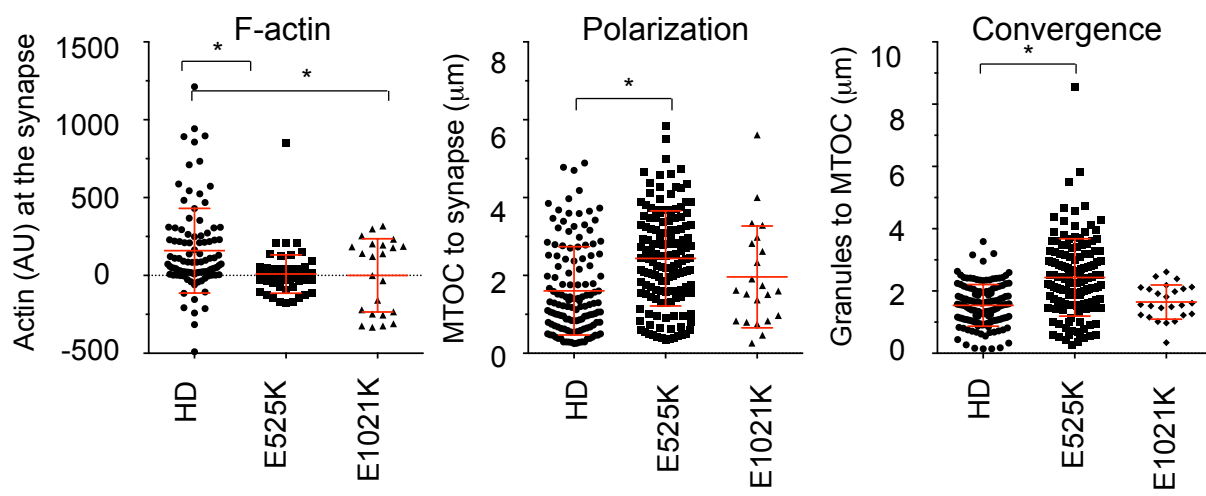 F-actin
*
*
Actin (AU) at the synapse
1500
1000
500
0
-500
HD
E525K
E1021K
Polarization
*
MTOC to synapse (μm)
8
6
4
2
0
HD
E525K
E1021K
Convergence
*
Granules to MTOC (μm)
10
8
6
4
2
0
HD
E525K
E1021K